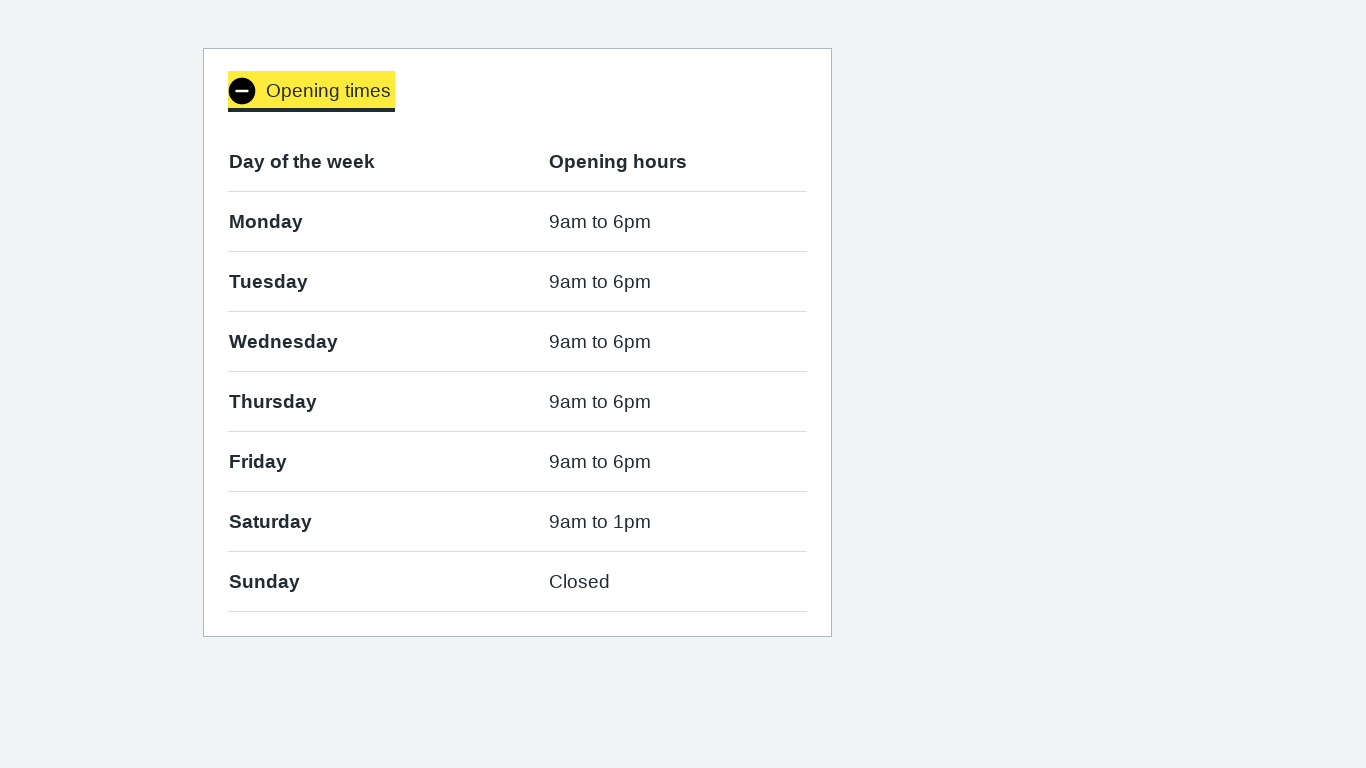 Opening times
Day of the week Opening hours
Monday 9am to 6pm
Tuesday 9am to 6pm
Wednesday 9am to 6pm
Thursday 9am to 6pm
Friday 9am to 6pm
Saturday 9am to 1pm
Sunday Closed